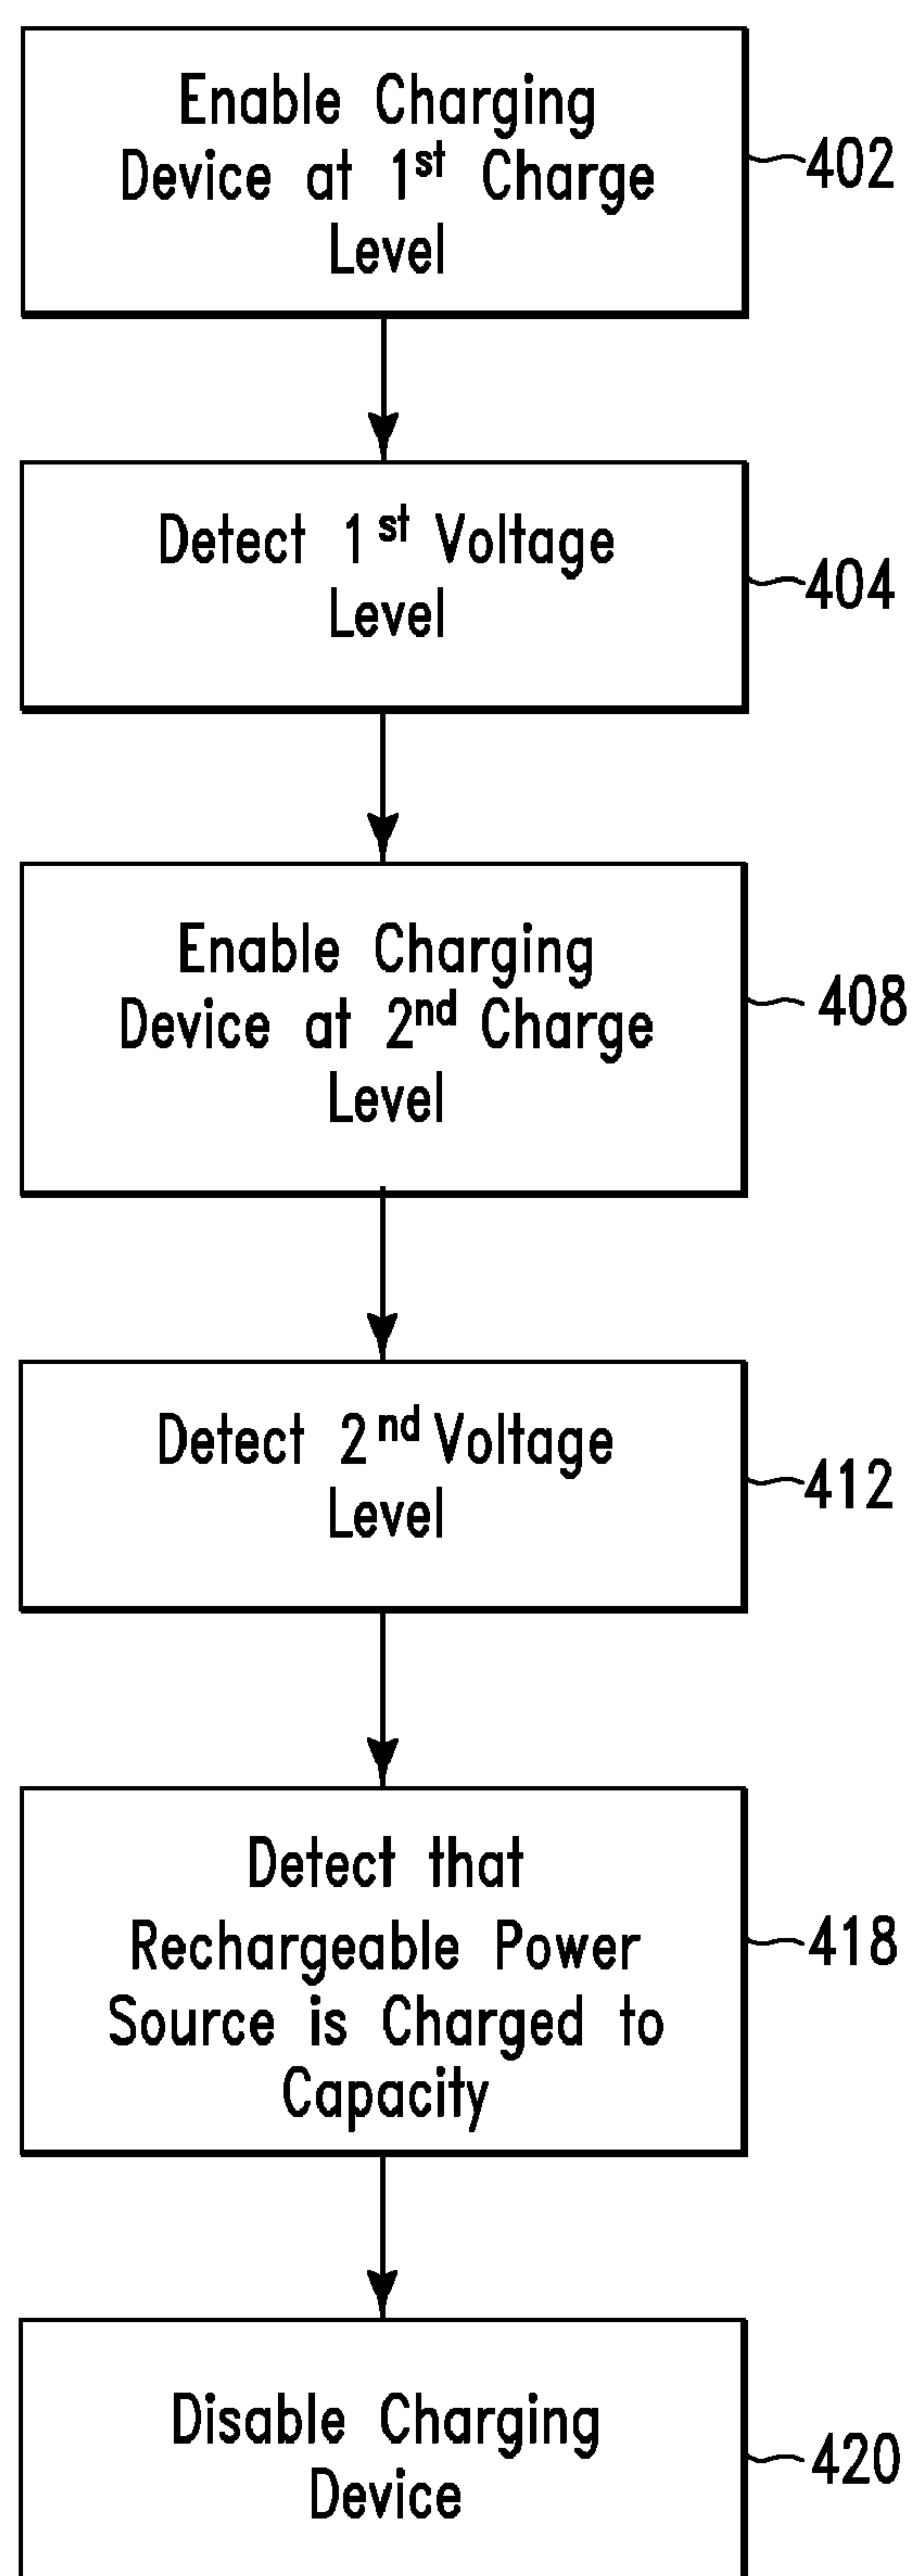 Enable Charging
Device at 1st Charge
Level
402
Detect 1st Voltage
Level
404
Enable Charging
Device at 2nd Charge
Level
408
Detect 2nd Voltage
Level
412
Detect that
Rechargeable Power
Source is Charged to
Capacity
418
Disable Charging
Device
420